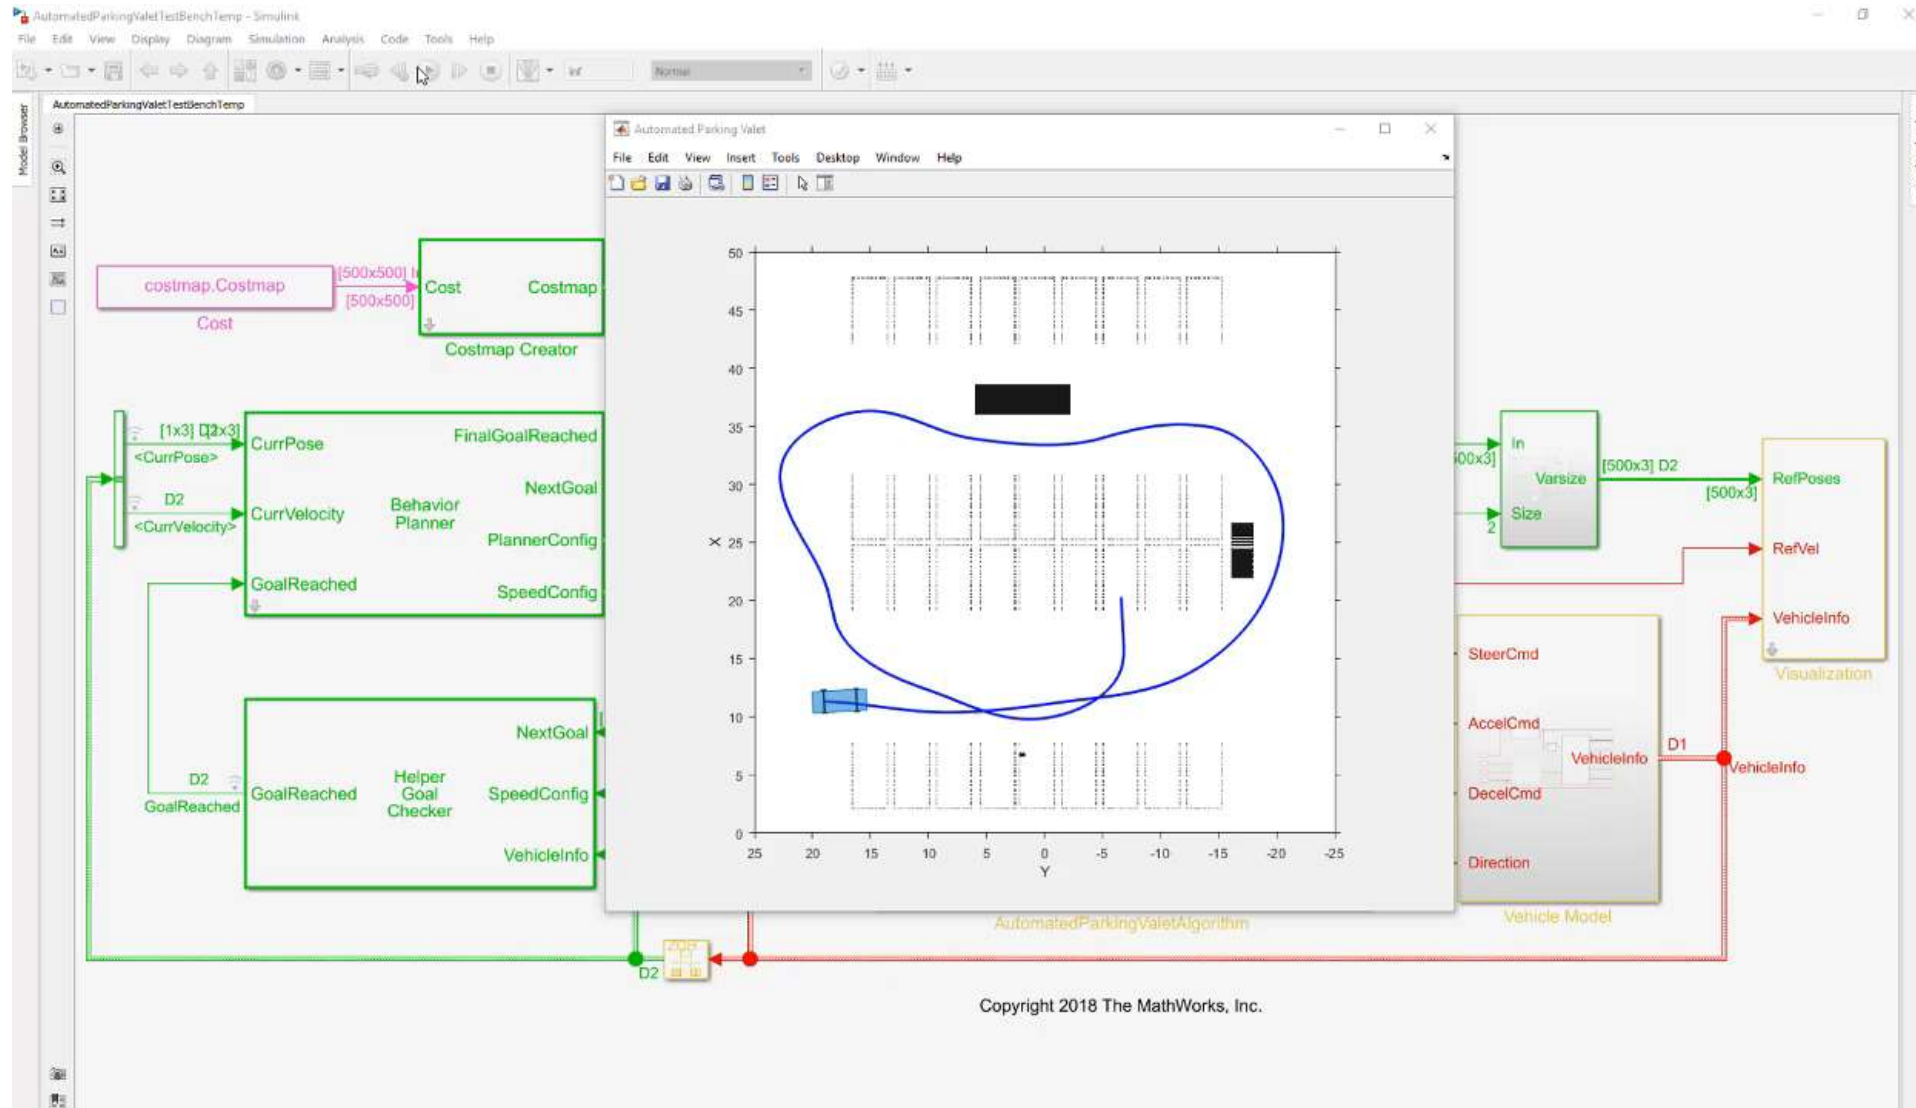 AutomatedParkingValetTestBenchTemp - Simulink
File Edit View Display Diagram Simulation Analysis Code Tools Help
inf Normal
AutomatedParkingValetTestBenchTemp
Model Browser
Automated Parking Valet
File Edit View Insert Tools Desktop Window Help
costmap.Costmap
Cost
[500x500]
[500x500]
Cost Costmap
Costmap Creator
[1x3]
<CurrPose>
D2
<CurrVelocity>
CurrPose
CurrVelocity
GoalReached
Behavior
Planner
FinalGoalReached
NextGoal
PlannerConfig
SpeedConfig
D2
GoalReached
GoalReached
Helper
Goal
Checker
NextGoal
SpeedConfig
VehicleInfo
50
45
40
35
30
X 25
20
15
10
5
0
25 20 15 10 5 0 -5 -10 -15 -20 -25
Y
In
Size
Varsize
2
[500x3] D2
[500x3]
RefPoses
RefVel
VehicleInfo
Visualization
SteerCmd
AccelCmd
DecelCmd
Direction
VehicleInfo
Vehicle Model
D1
VehicleInfo
AutomatedParkingValetAlgorithm
D2
ZOH
Copyright 2018 The MathWorks, Inc.